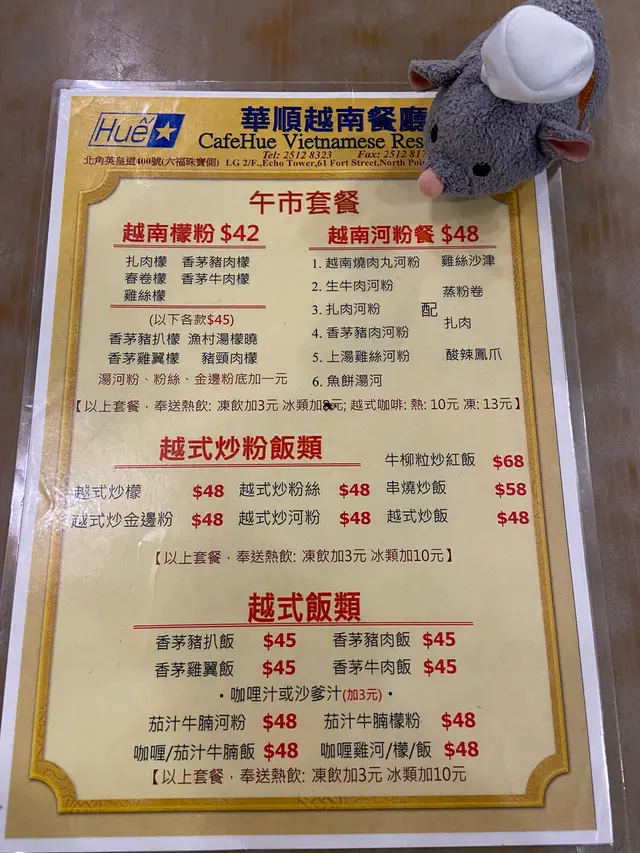 Huê 華順越南餐廳
CafeHue Vietnamese Res
Tel: 2512 8323 Fax: 2512 817
北角英皇道400號(六福珠寶側) LG 2/F.,Echo Tower,61 Fort Street,North Poi
午市套餐
越南檬粉 $42
扎肉檬 香茅豬肉檬
春卷檬 香茅牛肉檬
雞絲檬
(以下各款$45)
香茅豬扒檬 漁村湯檬曉
香茅雞翼檬 豬頸肉檬
湯河粉、粉絲、金邊粉底加一元
越南河粉餐 $48
1. 越南燒肉丸河粉 雞絲沙津
2. 生牛肉河粉 蒸粉卷
3. 扎肉河粉 配 扎肉
4. 香茅豬肉河粉
5. 上湯雞絲河粉 酸辣鳳爪
6. 魚餅湯河
【以上套餐，奉送熱飲: 凍飲加3元 冰類加元; 越式咖啡: 熱: 10元 凍: 13元】
越式炒粉飯類
牛柳粒炒紅飯 $68
越式炒檬 $48 越式炒粉絲 $48 串燒炒飯 $58
越式炒金邊粉 $48 越式炒河粉 $48 越式炒飯 $48
【以上套餐，奉送熱飲: 凍飲加3元 冰類加10元】
越式飯類
香茅豬扒飯 $45 香茅豬肉飯 $45
香茅雞翼飯 $45 香茅牛肉飯 $45
・咖喱汁或沙爹汁(加3元)・
茄汁牛腩河粉 $48 茄汁牛腩檬粉 $48
咖喱/茄汁牛腩飯 $48 咖喱雞河/檬/飯 $48
【以上套餐，奉送熱飲: 凍飲加3元 冰類加10元